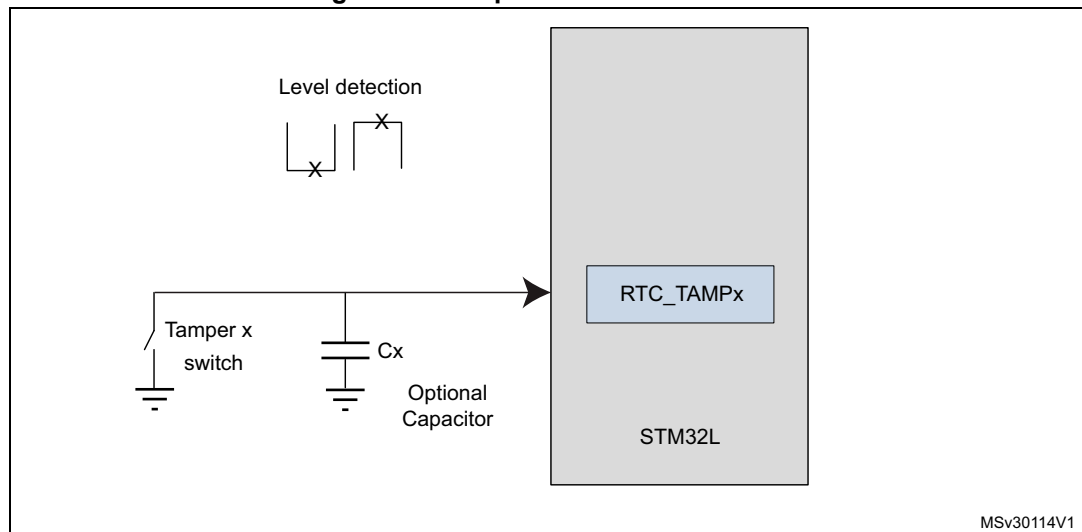 Level detection
X
X
RTC_TAMPx
Tamper x
switch
Cx
Optional
Capacitor
STM32L
MSv30114V1